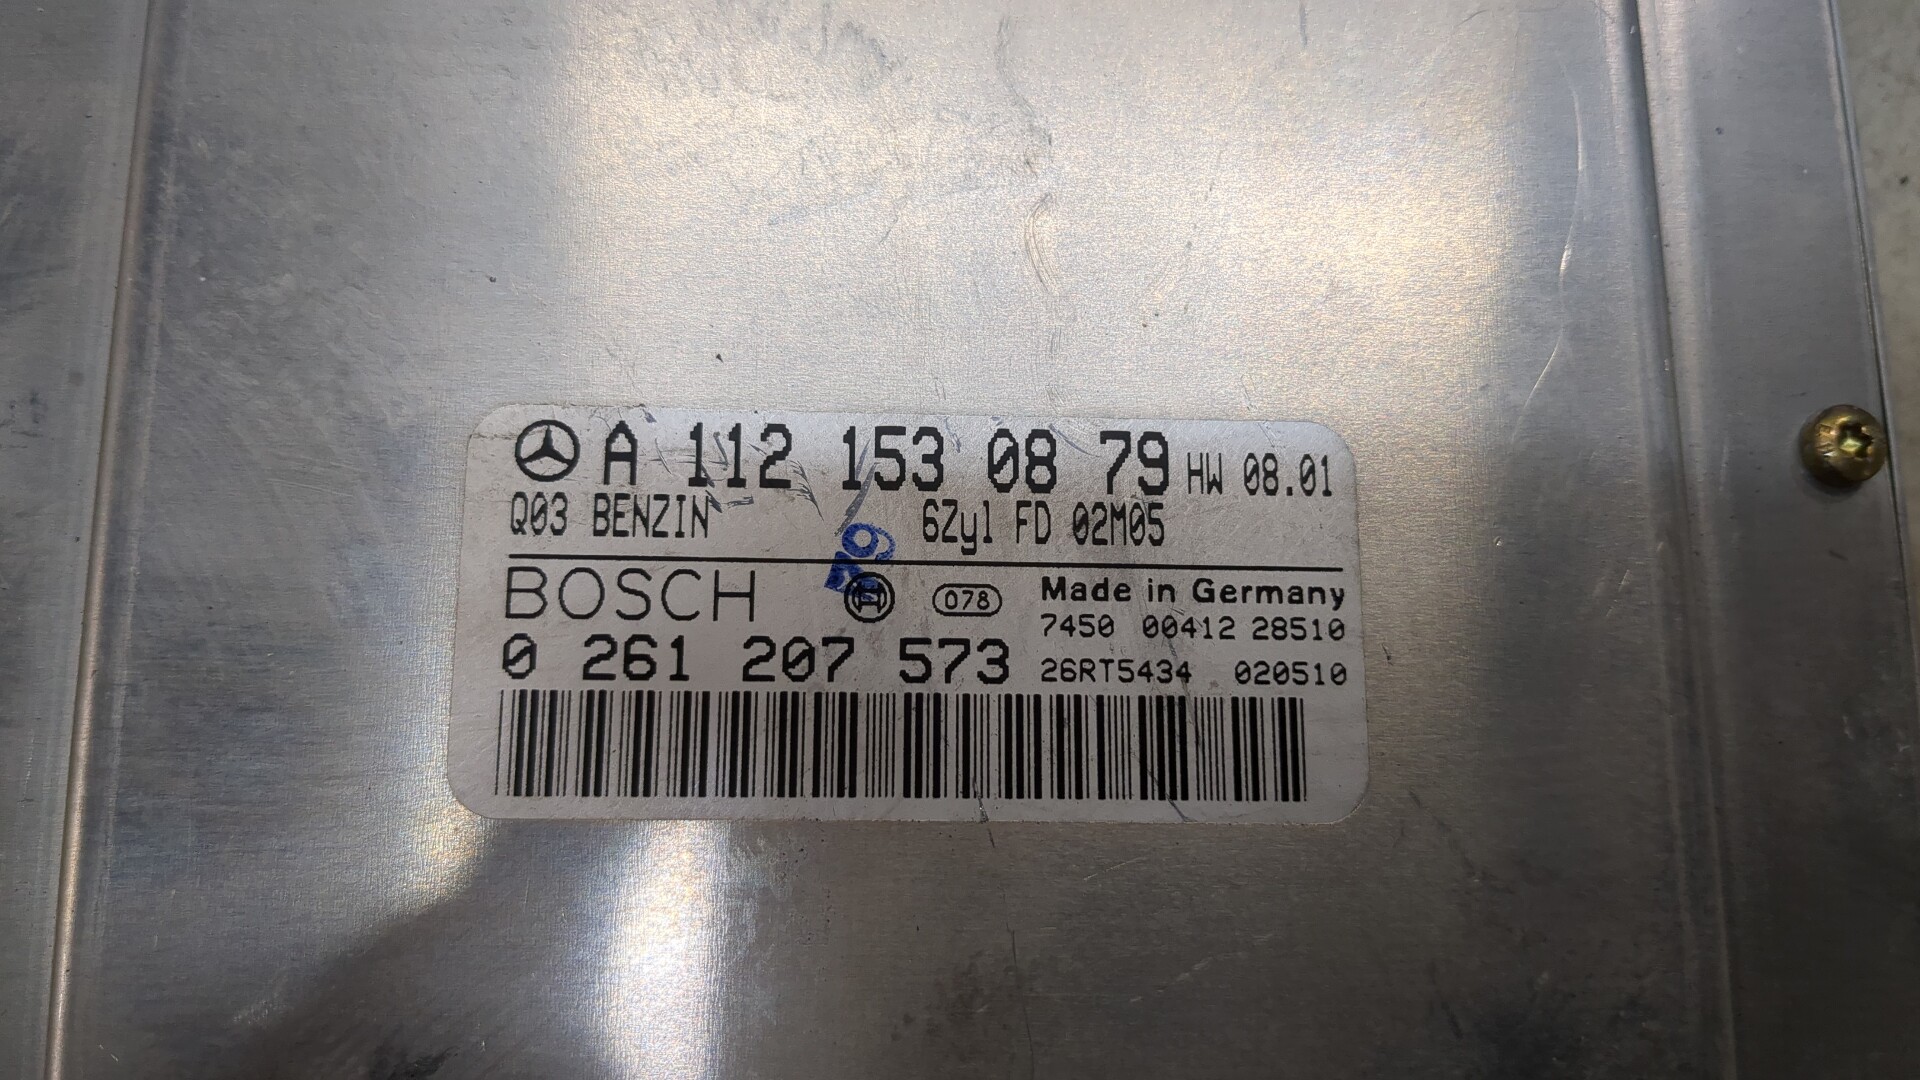 A 112 153 08 79 HW 08.01
Q03 BENZIN 6Zyl FD 02M05
BOSCH 078 Made in Germany
7450 00412 28510
0 261 207 573 26RT5434 020510